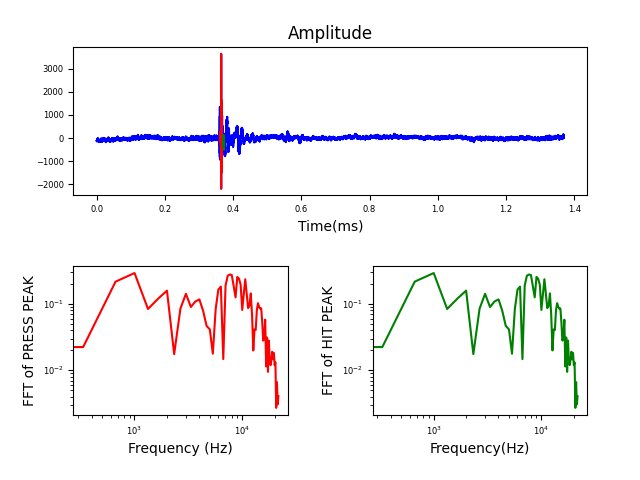 Amplitude
3000
2000
1000
0
−1000
−2000
0.0 0.2 0.4 0.6 0.8 1.0 1.2 1.4
Time(ms)
FFT of PRESS PEAK
10⁻¹
10⁻²
10³ 10⁴
Frequency (Hz)
FFT of HIT PEAK
10⁻¹
10⁻²
10³ 10⁴
Frequency(Hz)